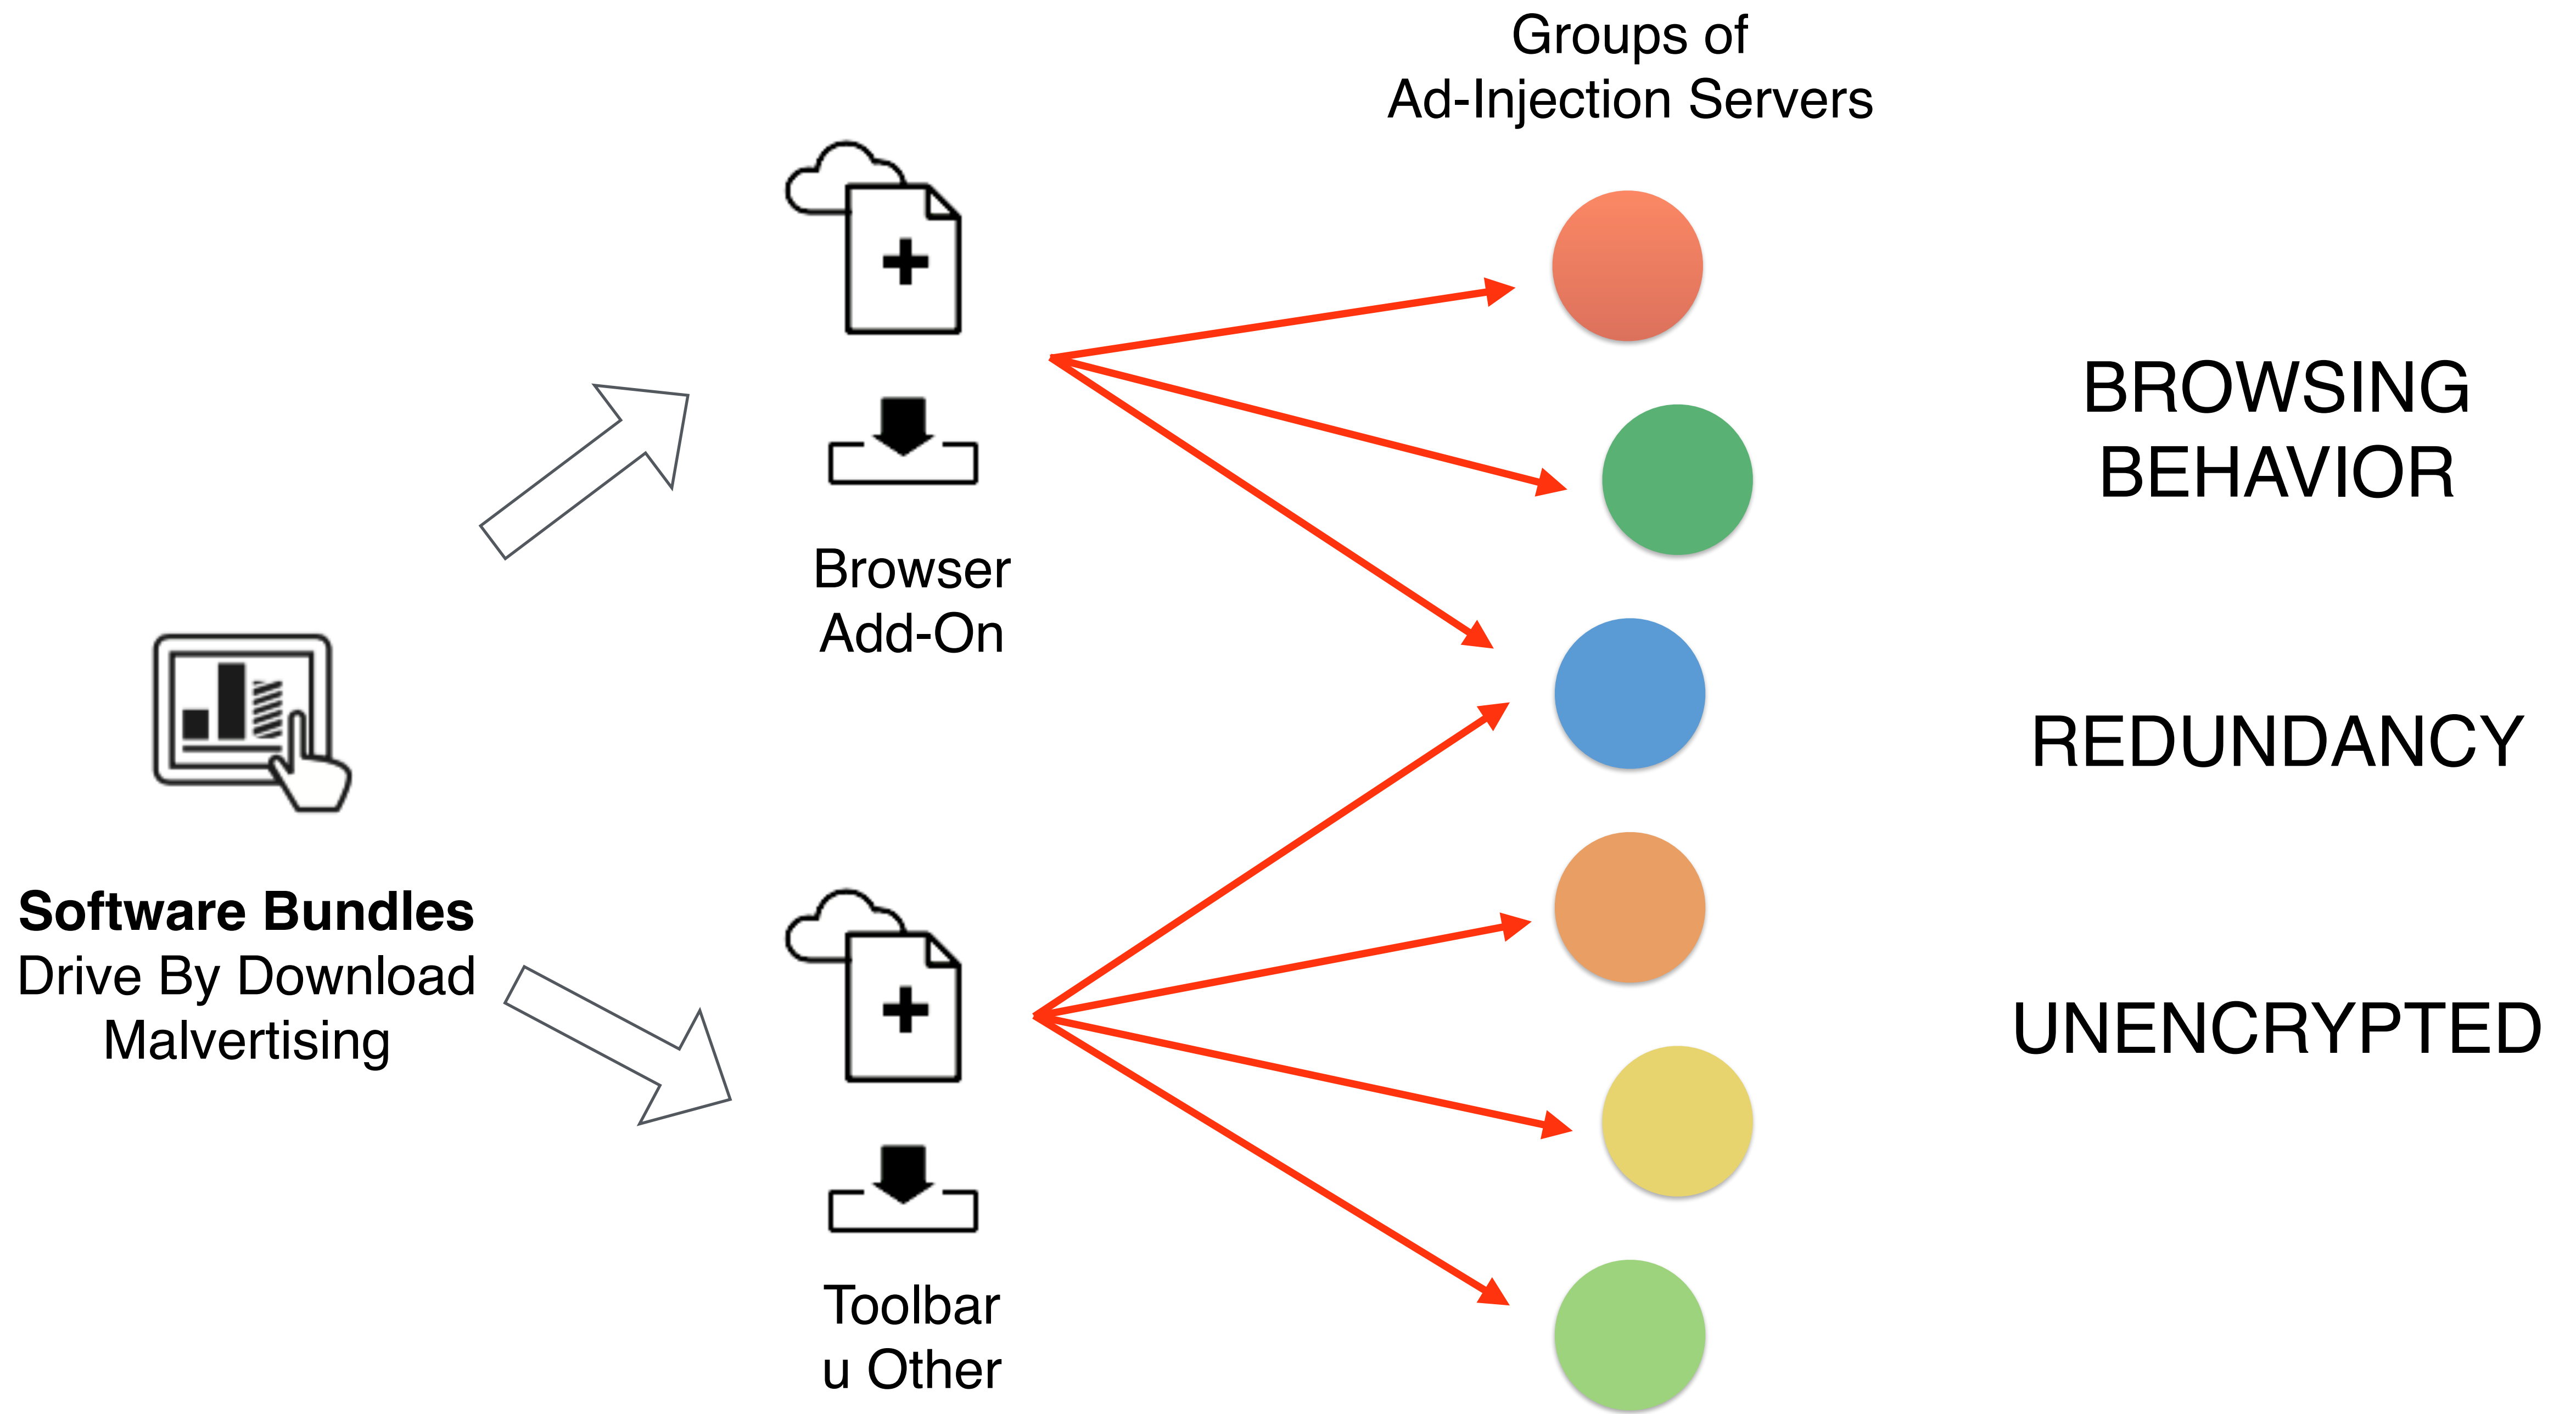 Groups of
Ad-Injection Servers
Browser
Add-On
Software Bundles
Drive By Download
Malvertising
Toolbar
u Other
BROWSING
BEHAVIOR
REDUNDANCY
UNENCRYPTED